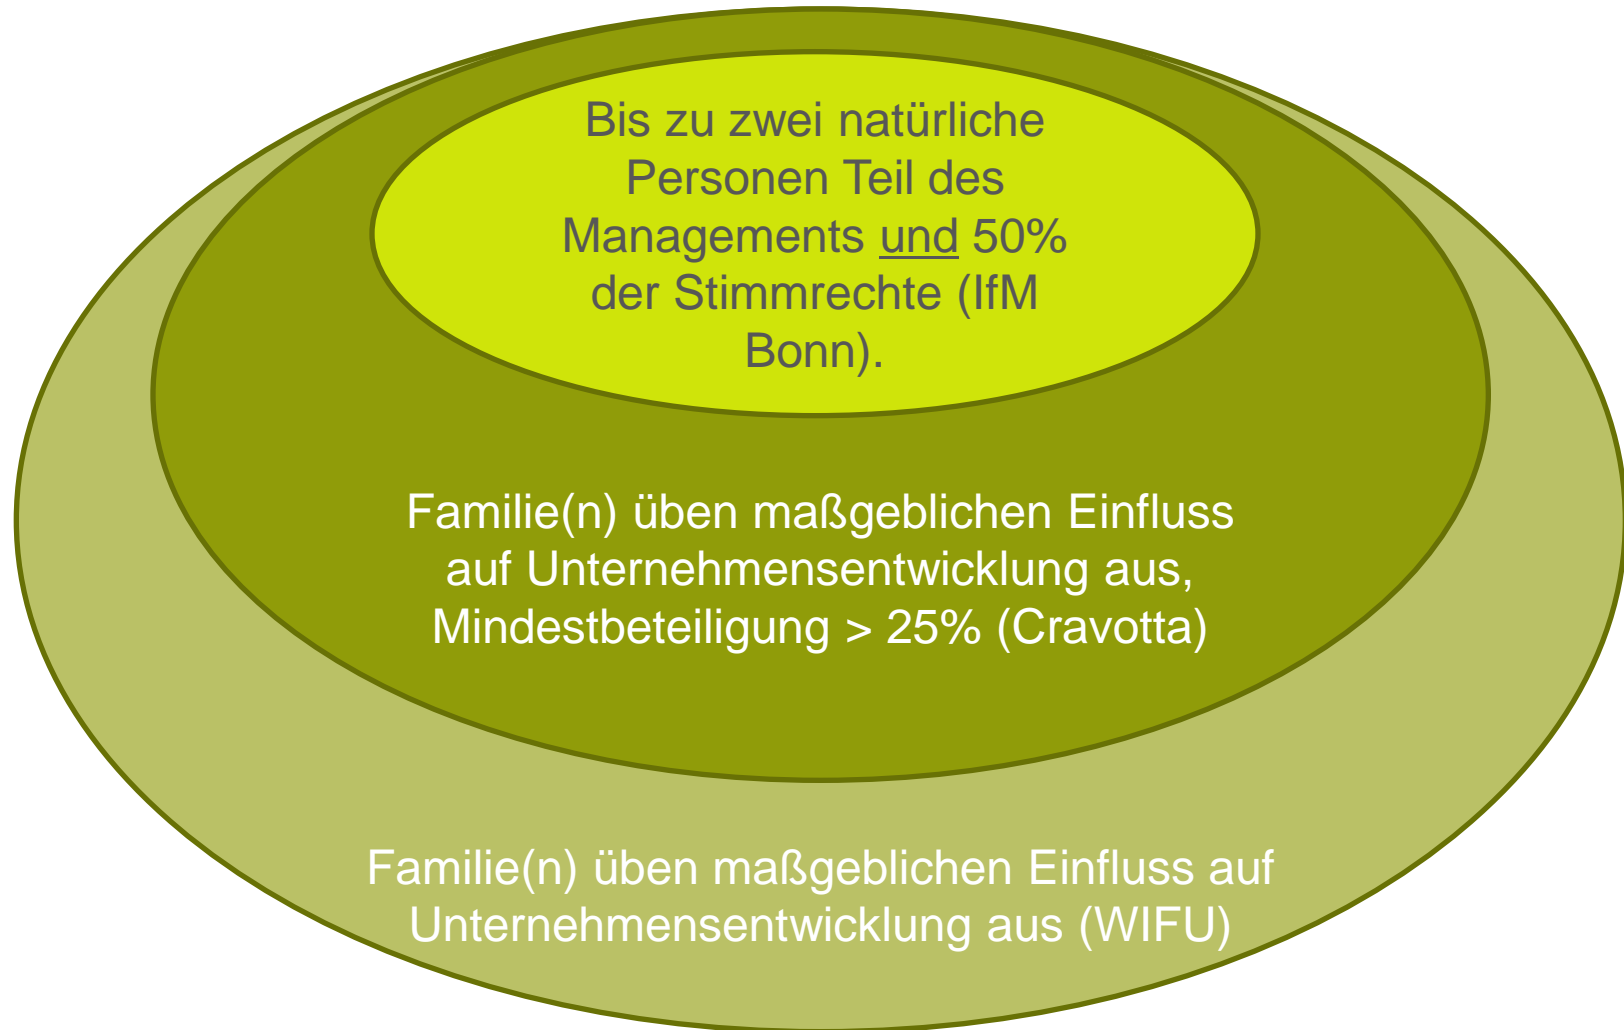 Bis zu zwei natürliche
Personen Teil des
Managements und 50%
der Stimmrechte (IfM
Bonn).
Familie(n) üben maßgeblichen Einfluss
auf Unternehmensentwicklung aus,
Mindestbeteiligung > 25% (Cravotta)
Familie(n) üben maßgeblichen Einfluss auf
Unternehmensentwicklung aus (WIFU)